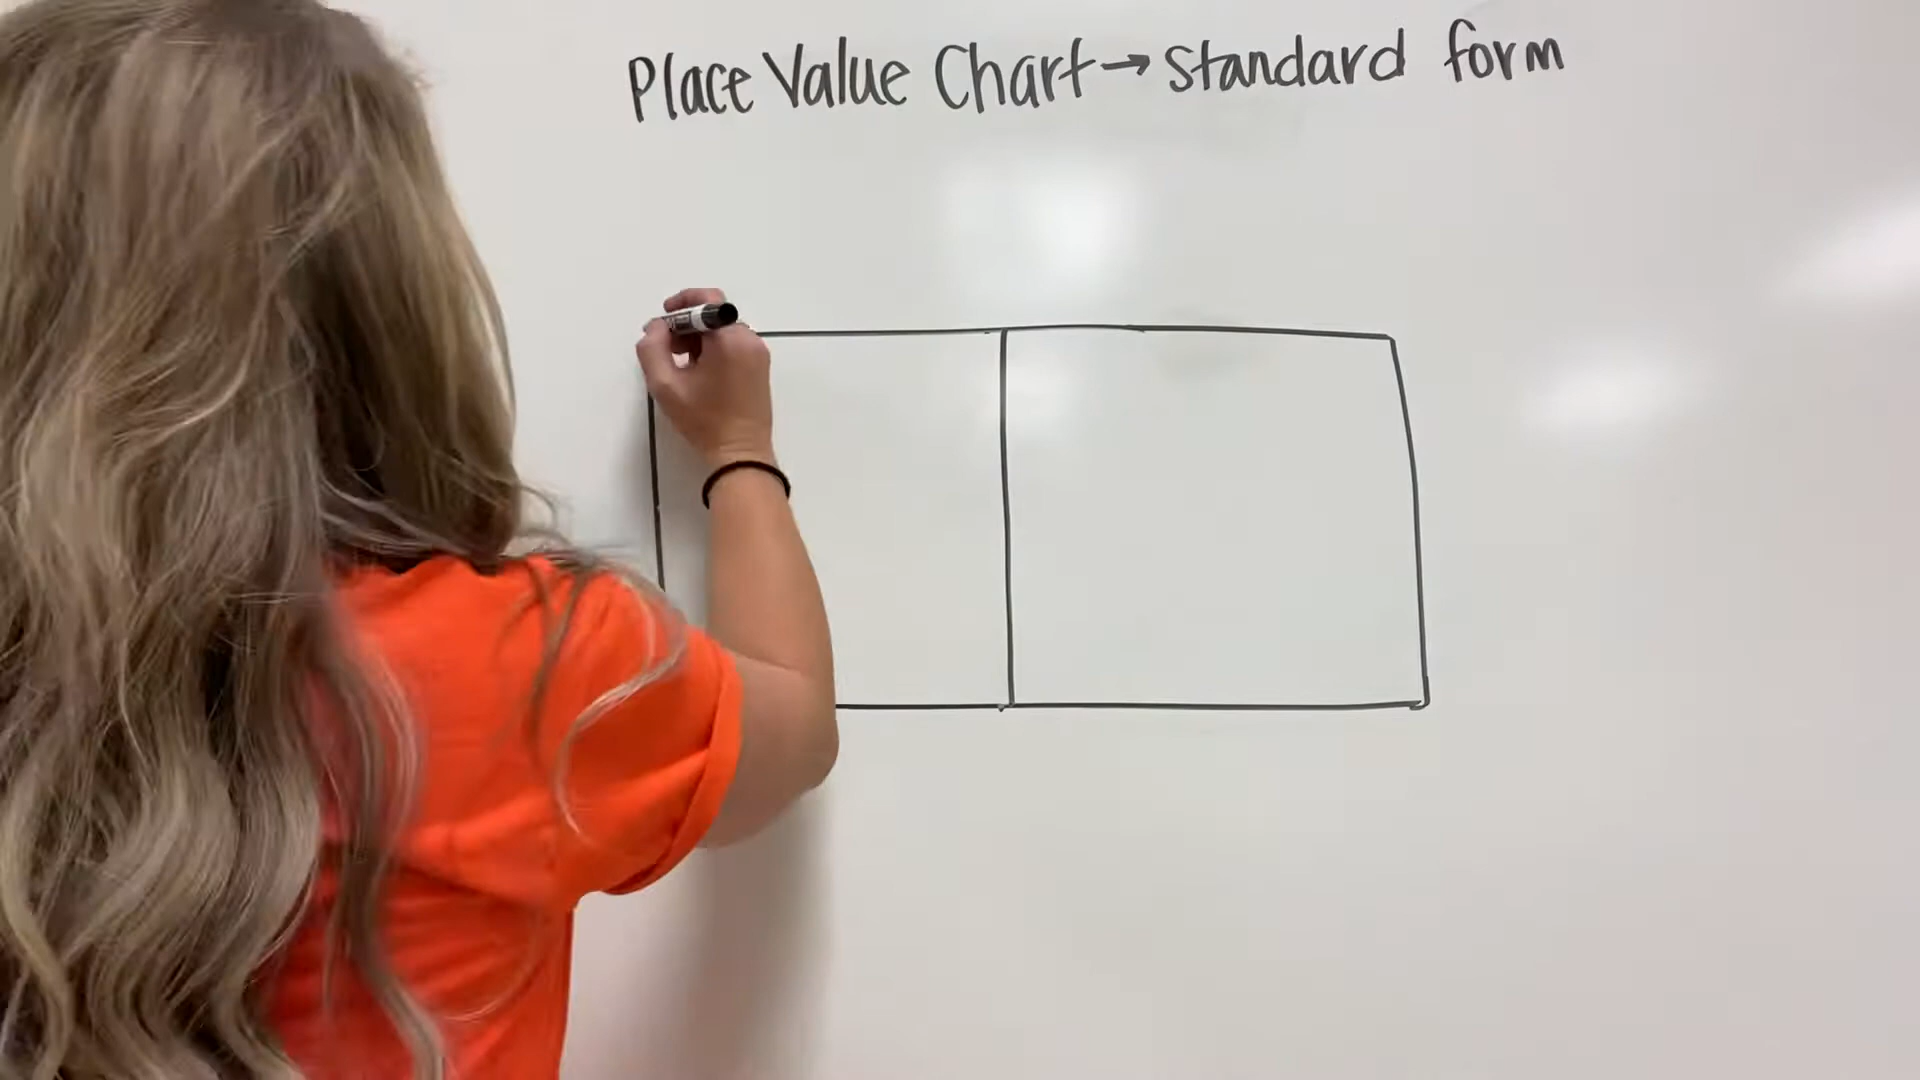 Place Value Chart → Standard form